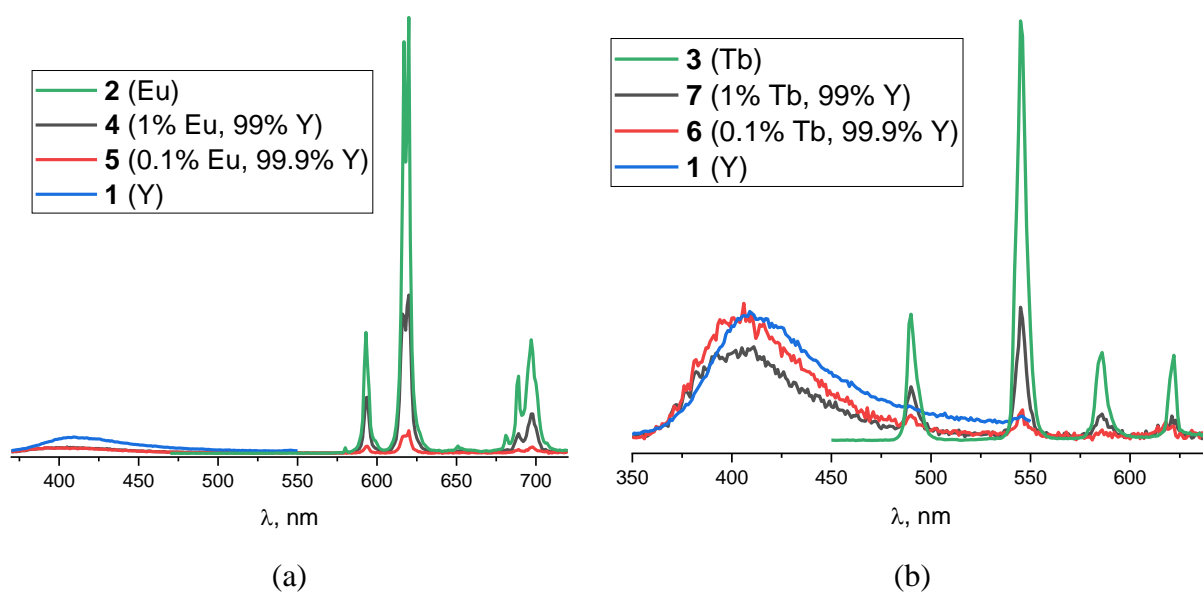 2 (Eu)
4 (1% Eu, 99% Y)
5 (0.1% Eu, 99.9% Y)
1 (Y)
400 450 500 550 600 650 700
λ, nm
(a)
3 (Tb)
7 (1% Tb, 99% Y)
6 (0.1% Tb, 99.9% Y)
1 (Y)
350 400 450 500 550 600
λ, nm
(b)